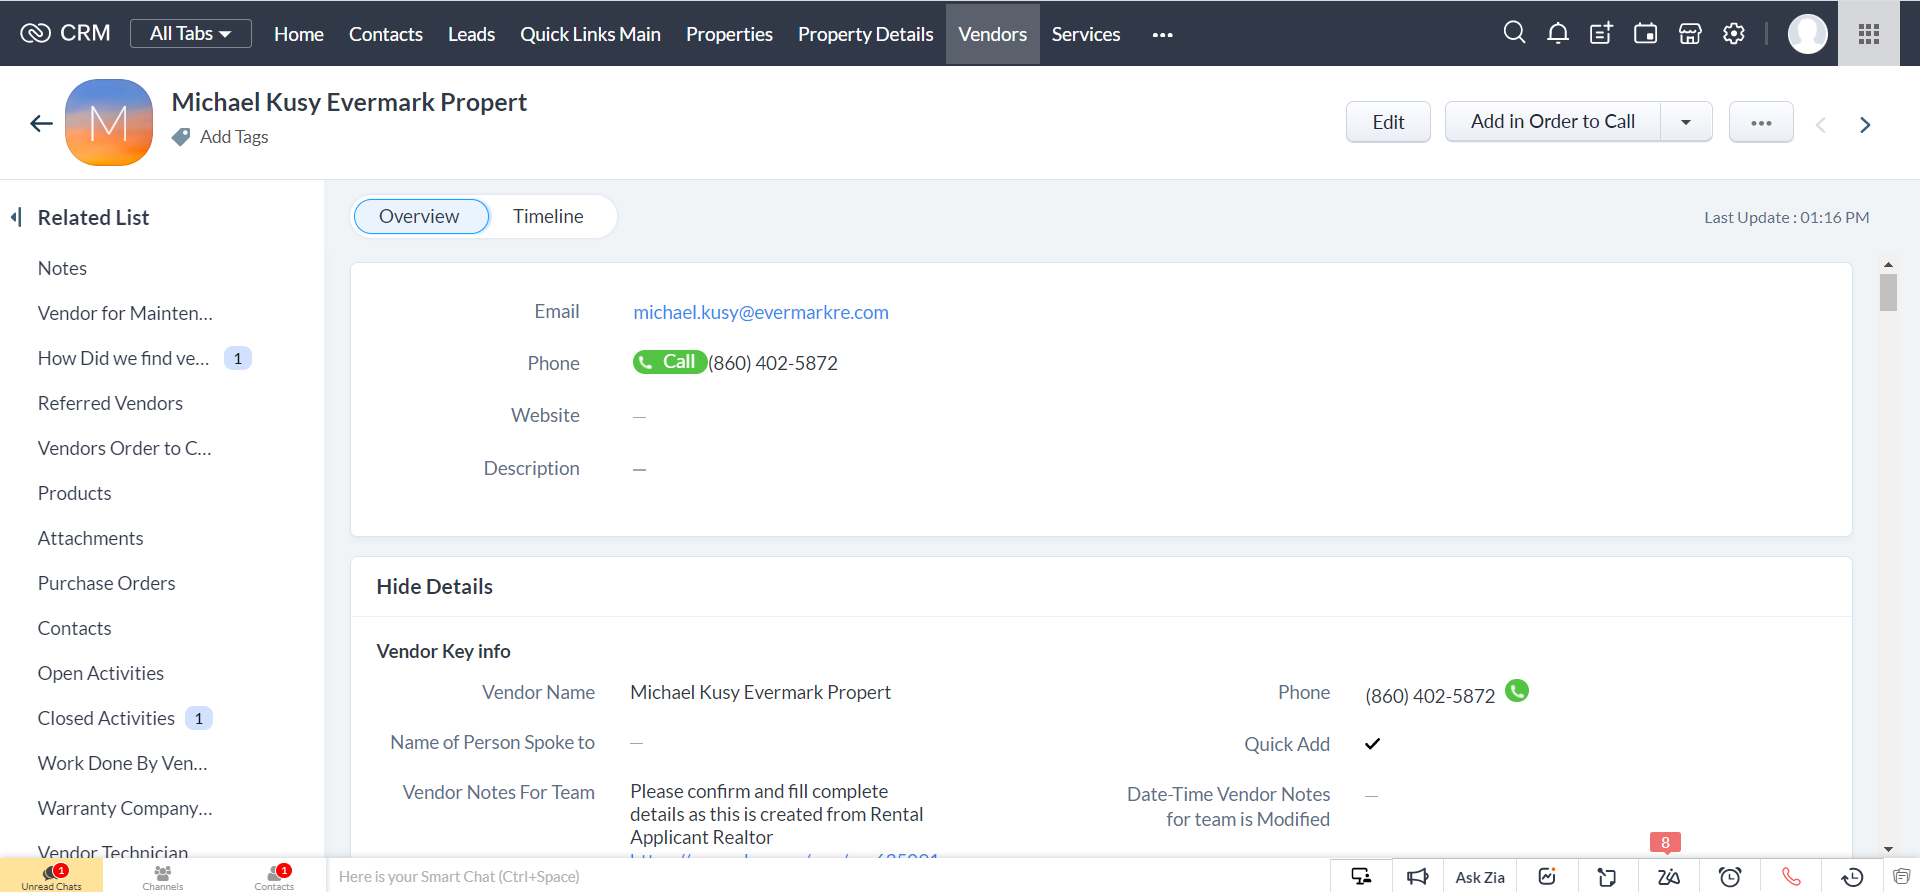 CRM
All Tabs
Home
Contacts
Leads
Quick Links Main
Properties
Property Details
Vendors
Services
M
Michael Kusy Evermark Propert
Add Tags
Edit
Add in Order to Call
Related List
Notes
Vendor for Mainten...
How Did we find ve... 1
Referred Vendors
Vendors Order to C...
Products
Attachments
Purchase Orders
Contacts
Open Activities
Closed Activities 1
Work Done By Ven...
Warranty Company...
Vendor Technician
Overview
Timeline
Last Update : 01:16 PM
Email michael.kusy@evermarkre.com
Phone Call (860) 402-5872
Website —
Description —
Hide Details
Vendor Key info
Vendor Name Michael Kusy Evermark Propert
Phone (860) 402-5872
Name of Person Spoke to —
Quick Add
Vendor Notes For Team Please confirm and fill complete
details as this is created from Rental
Applicant Realtor
Date-Time Vendor Notes —
for team is Modified
8
1
Unread Chats
Channels
1
Contacts
Here is your Smart Chat (Ctrl+Space)
Ask Zia